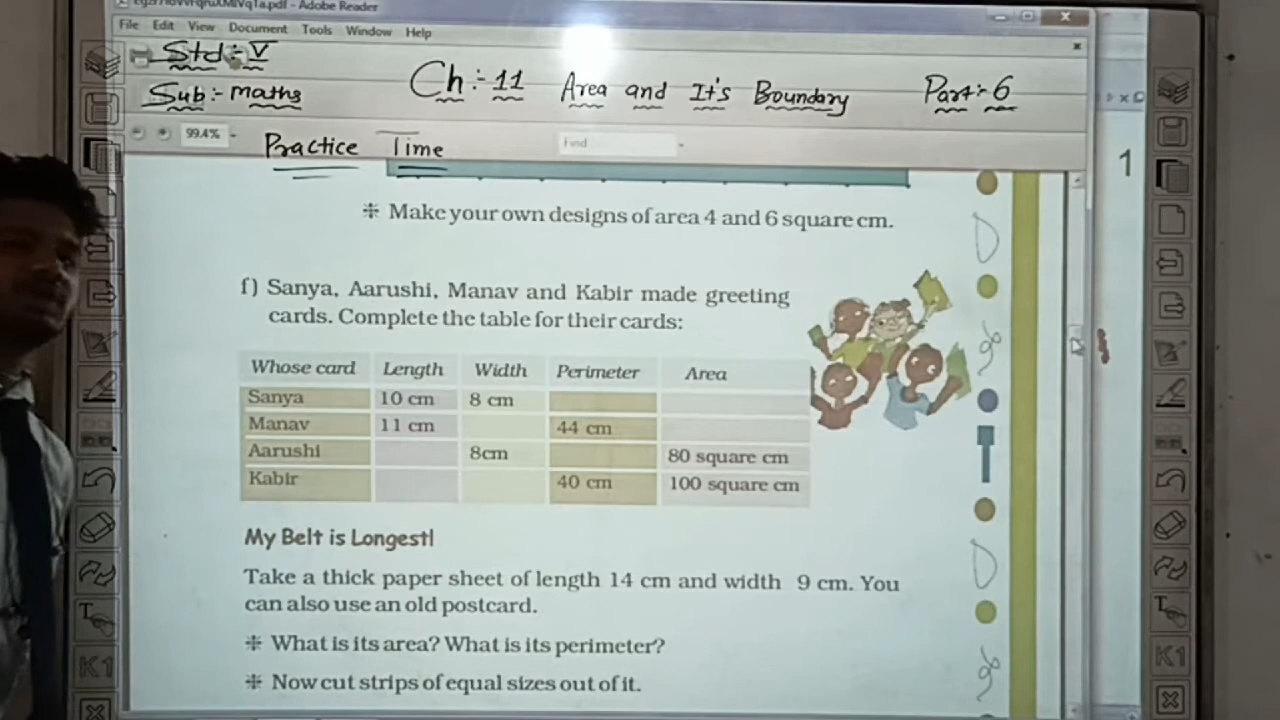 Adobe Reader
File Edit View Document Tools Window Help
Std:- V
Sub:- maths
Ch:- 11 Area and It's Boundary
Part:- 6
99.4%
Find
Practice Time
1
Make your own designs of area 4 and 6 square cm.
f) Sanya, Aarushi, Manav and Kabir made greeting
cards. Complete the table for their cards:
Whose card Length Width Perimeter Area
Sanya 10 cm 8 cm
Manav 11 cm 44 cm
Aarushi 8cm 80 square cm
Kabir 40 cm 100 square cm
My Belt is Longest!
Take a thick paper sheet of length 14 cm and width 9 cm. You
can also use an old postcard.
What is its area? What is its perimeter?
Now cut strips of equal sizes out of it.
T
K1
T
K1